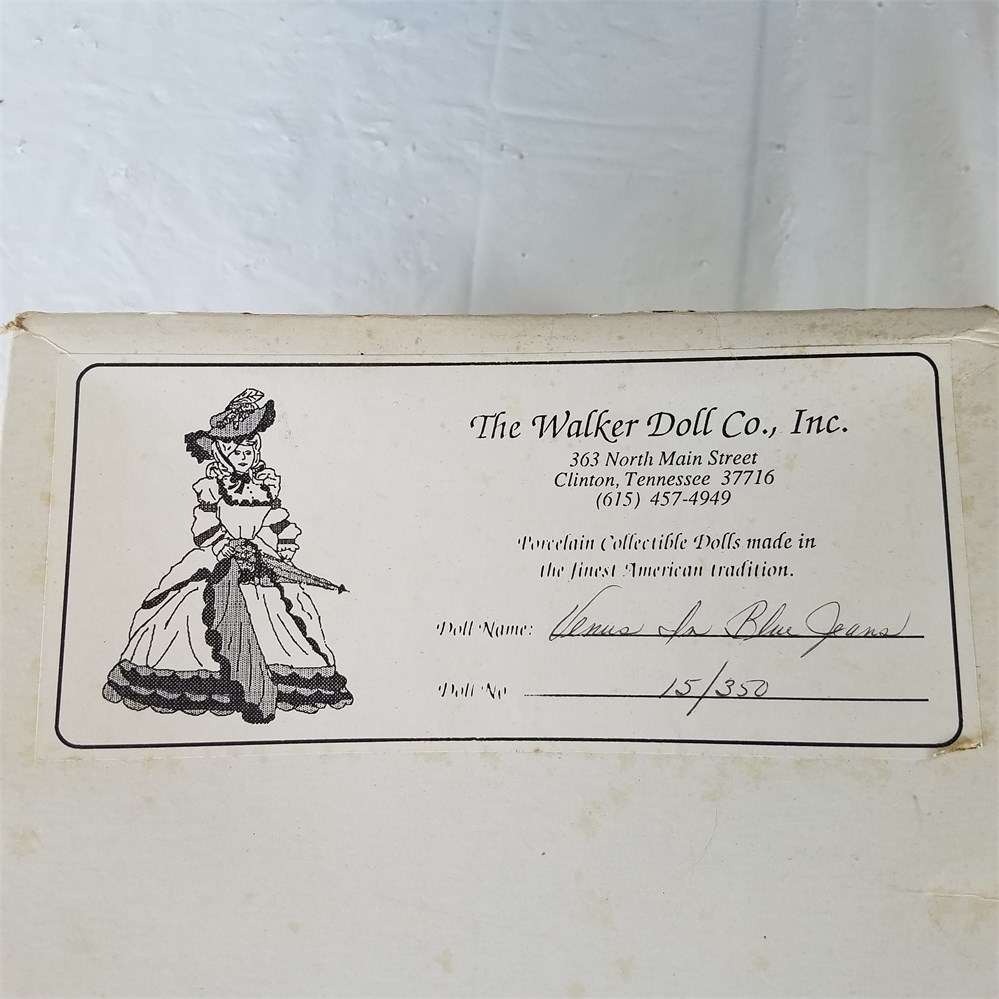 The Walker Doll Co., Inc.
363 North Main Street
Clinton, Tennessee 37716
(615) 457-4949
Porcelain Collectible Dolls made in
the finest American tradition.
Doll Name: Venus In Blue Jeans
Doll No 15/350